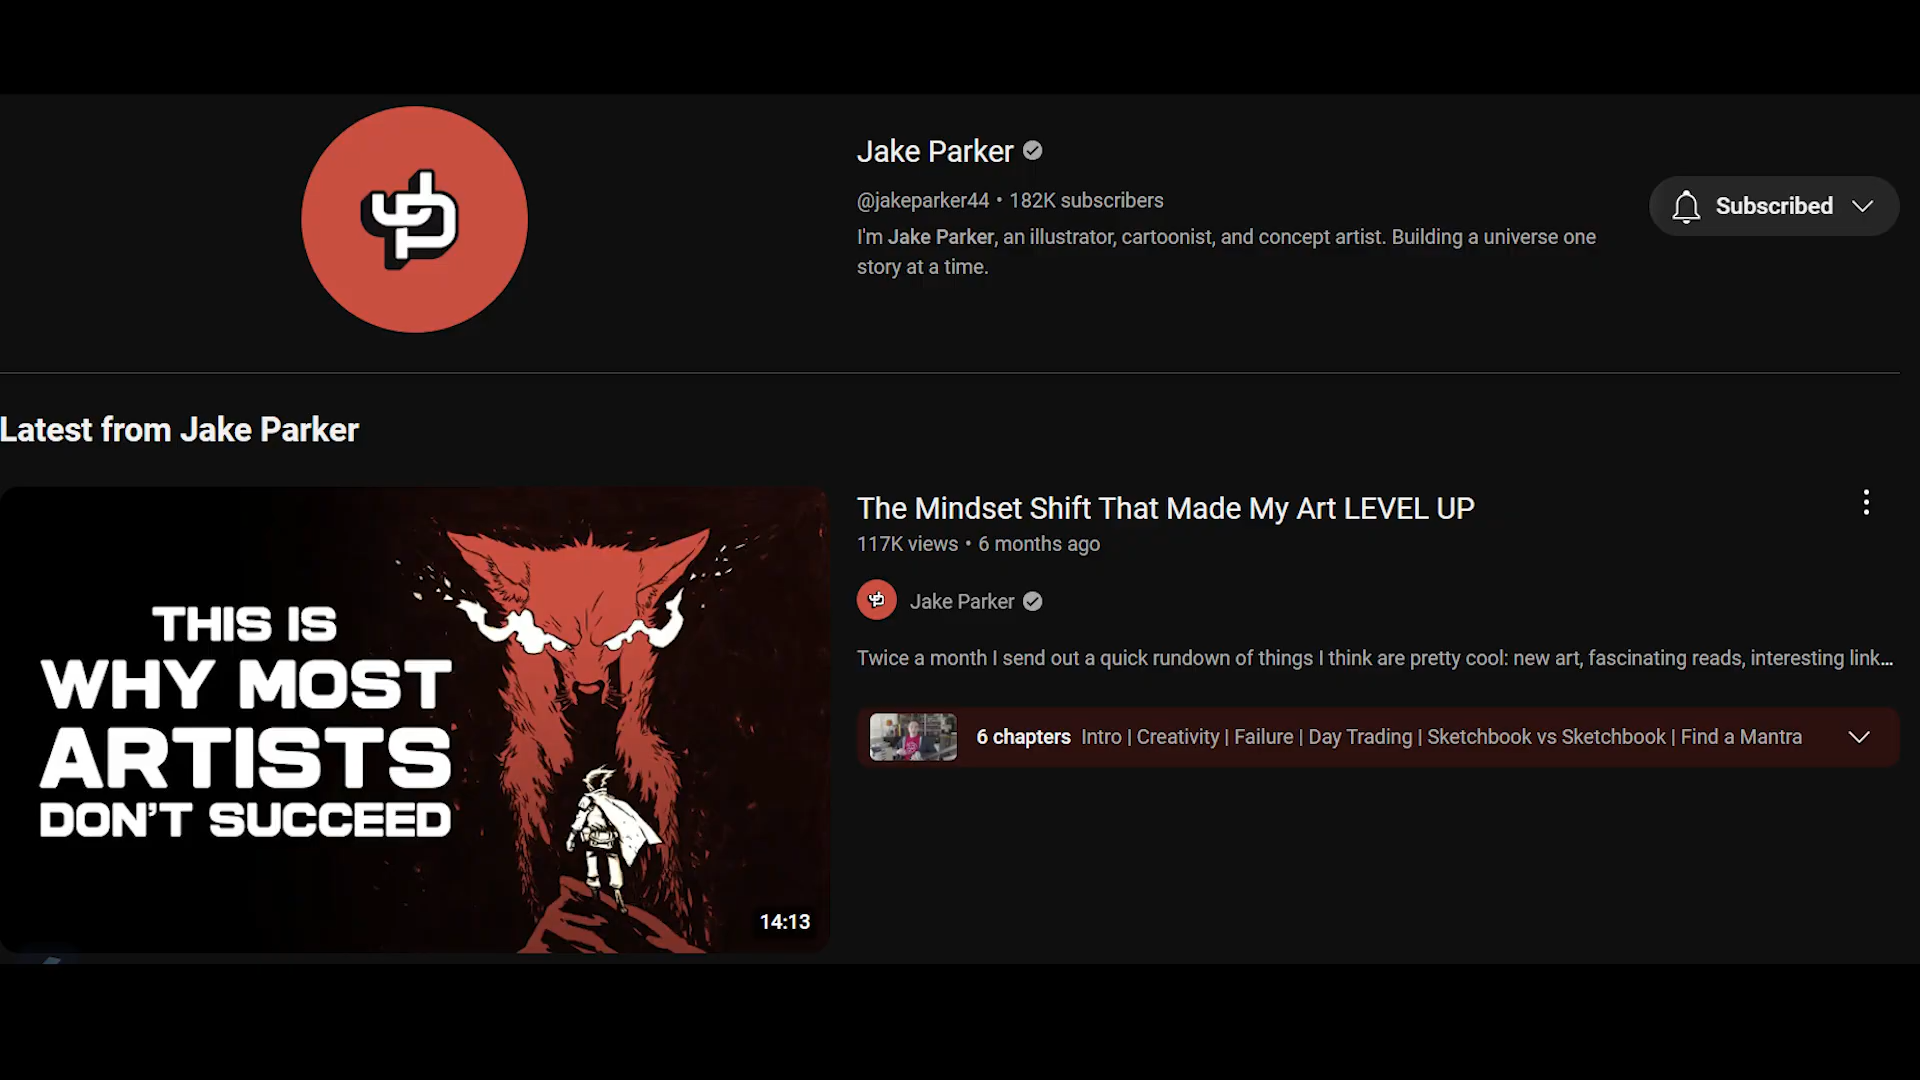 Jake Parker
@jakeparker44 • 182K subscribers
I'm Jake Parker, an illustrator, cartoonist, and concept artist. Building a universe one
story at a time.
Subscribed
Latest from Jake Parker
THIS IS
WHY MOST
ARTISTS
DON'T SUCCEED
14:13
The Mindset Shift That Made My Art LEVEL UP
117K views • 6 months ago
Jake Parker
Twice a month I send out a quick rundown of things I think are pretty cool: new art, fascinating reads, interesting link...
6 chapters Intro | Creativity | Failure | Day Trading | Sketchbook vs Sketchbook | Find a Mantra